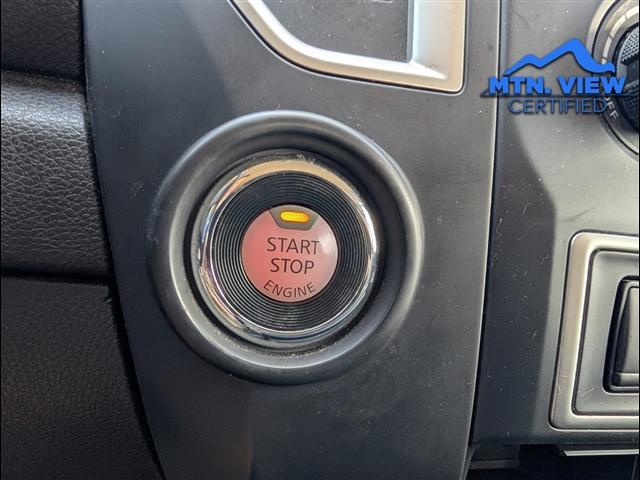 MTN. VIEW
CERTIFIED
START
STOP
ENGINE